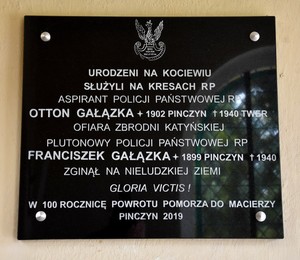 URODZENI NA KOCIEWIU
SŁUŻYLI NA KRESACH RP
ASPIRANT POLICJI PAŃSTWOWEJ RP
OTTON GAŁĄZKA + 1902 PINCZYN † 1940 TWER
OFIARA ZBRODNI KATYŃSKIEJ
PLUTONOWY POLICJI PAŃSTWOWEJ RP
FRANCISZEK GAŁĄZKA + 1899 PINCZYN † 1940
ZGINĄŁ NA NIELUDZKIEJ ZIEMI
GLORIA VICTIS !
W 100 ROCZNICĘ POWROTU POMORZA DO MACIERZY
PINCZYN 2019